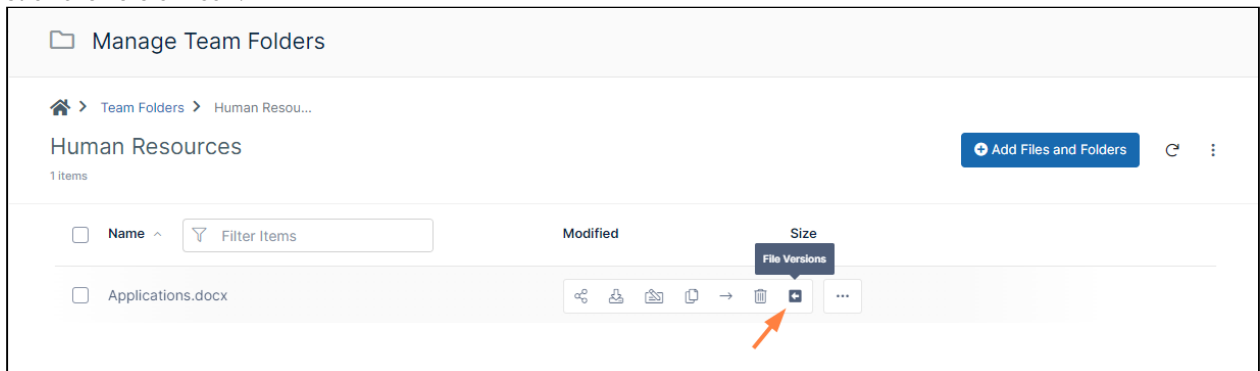 Manage Team Folders
Team Folders > Human Resou...
Human Resources
Add Files and Folders
1 items
Name
Filter Items
Modified
Size
File Versions
Applications.docx